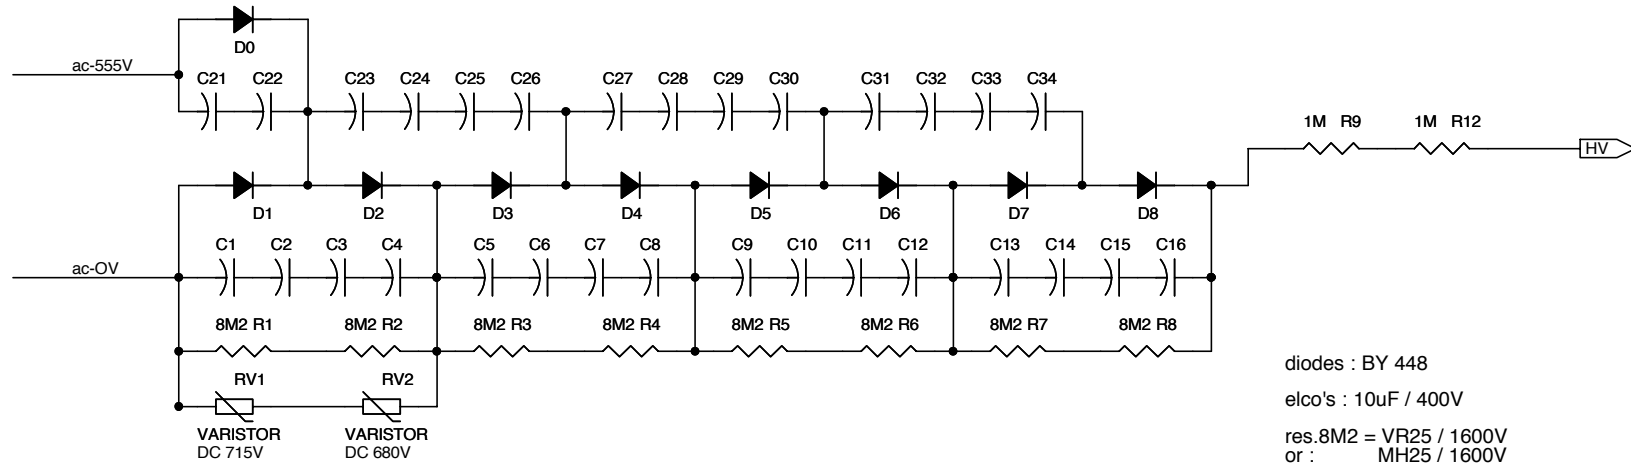 D0
ac-555V
C21 C22 C23 C24 C25 C26 C27 C28 C29 C30 C31 C32 C33 C34
1M R9 1M R12
HV
D1 D2 D3 D4 D5 D6 D7 D8
C1 C2 C3 C4 C5 C6 C7 C8 C9 C10 C11 C12 C13 C14 C15 C16
ac-OV
8M2 R1 8M2 R2 8M2 R3 8M2 R4 8M2 R5 8M2 R6 8M2 R7 8M2 R8
RV1 RV2
VARISTOR VARISTOR
DC 715V DC 680V
diodes : BY 448
elco's : 10uF / 400V
res.8M2 = VR25 / 1600V
or : MH25 / 1600V